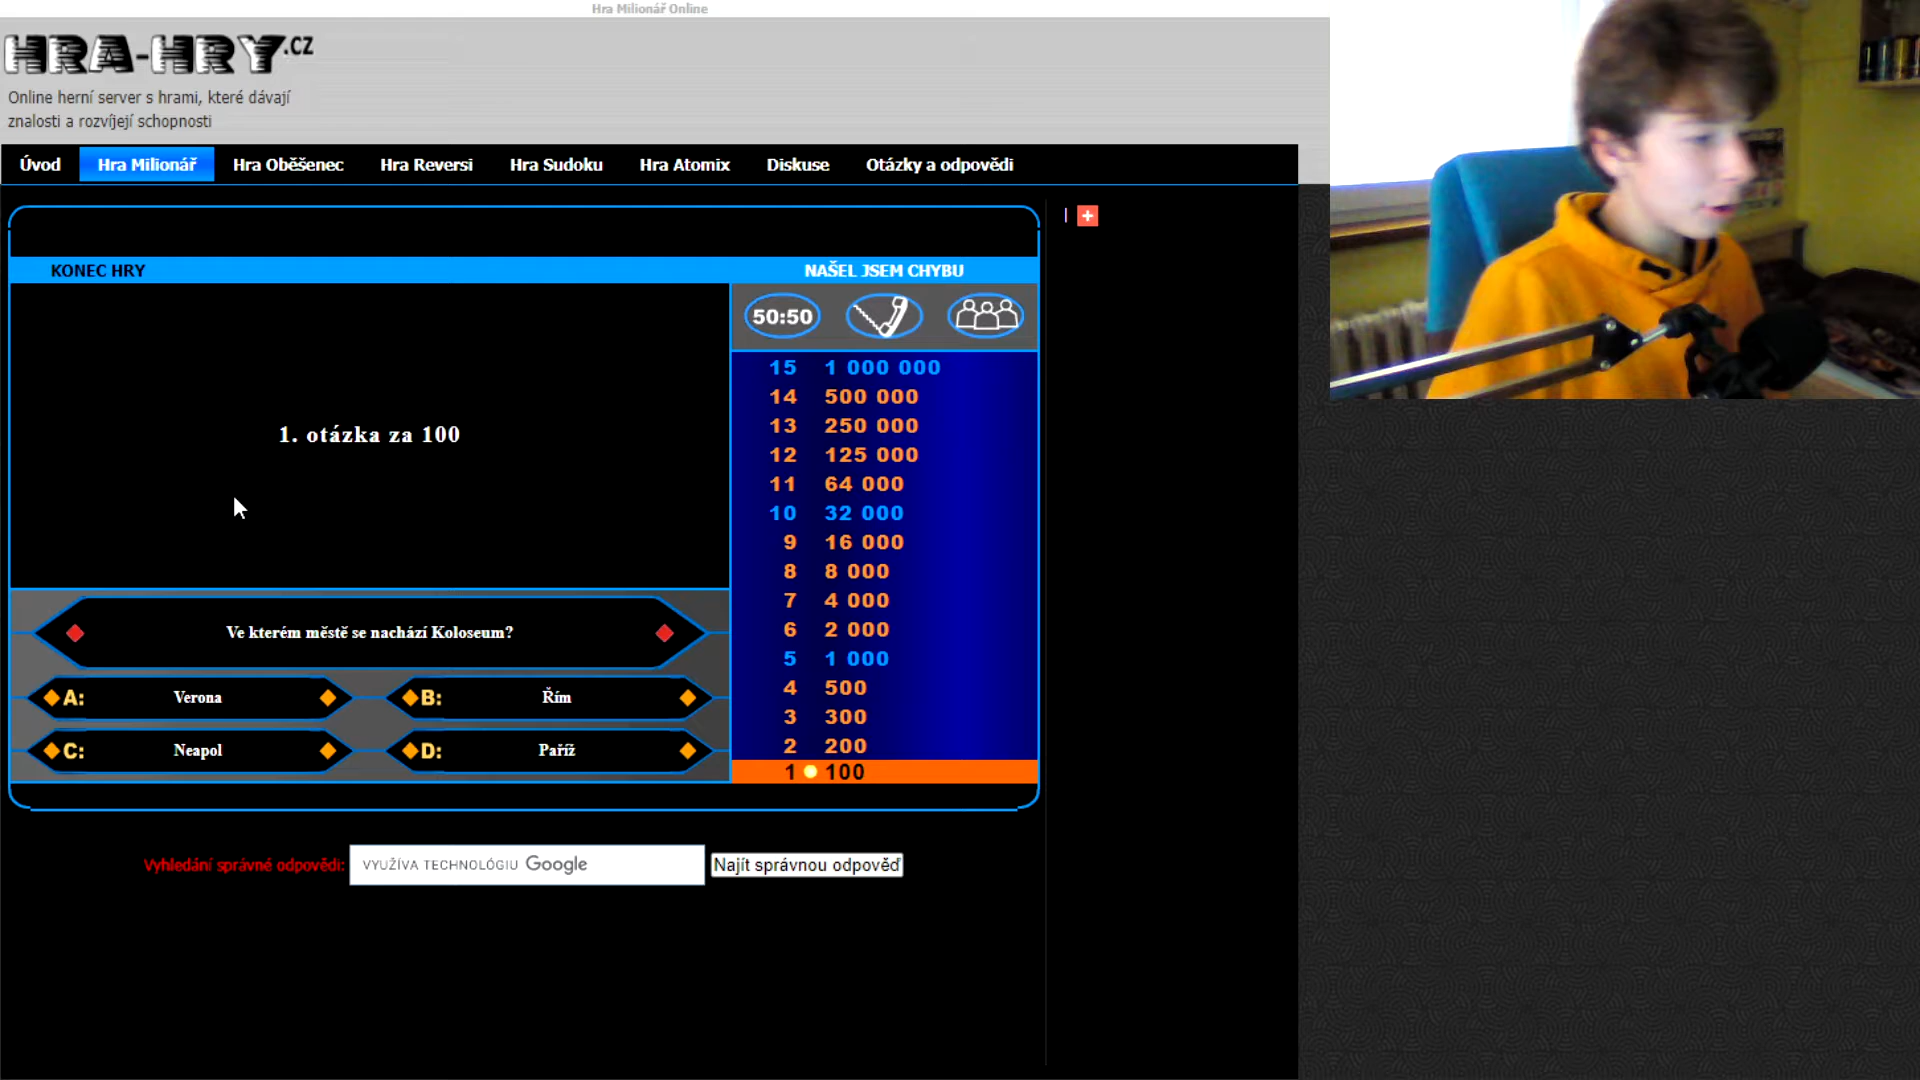 Hra Milionář Online
HRA-HRY.CZ
Online herní server s hrami, které dávají
znalosti a rozvíjejí schopnosti
Úvod Hra Milionář Hra Oběšenec Hra Reversi Hra Sudoku Hra Atomix Diskuse Otázky a odpovědi
KONEC HRY
NAŠEL JSEM CHYBU
50:50
1. otázka za 100
15 1 000 000
14 500 000
13 250 000
12 125 000
11 64 000
10 32 000
9 16 000
8 8 000
7 4 000
6 2 000
5 1 000
4 500
3 300
2 200
1 100
Ve kterém městě se nachází Koloseum?
A: Verona
B: Řím
C: Neapol
D: Paříž
Vyhledání správné odpovědi: VYUŽÍVA TECHNOLÓGIU Google Najít správnou odpověď